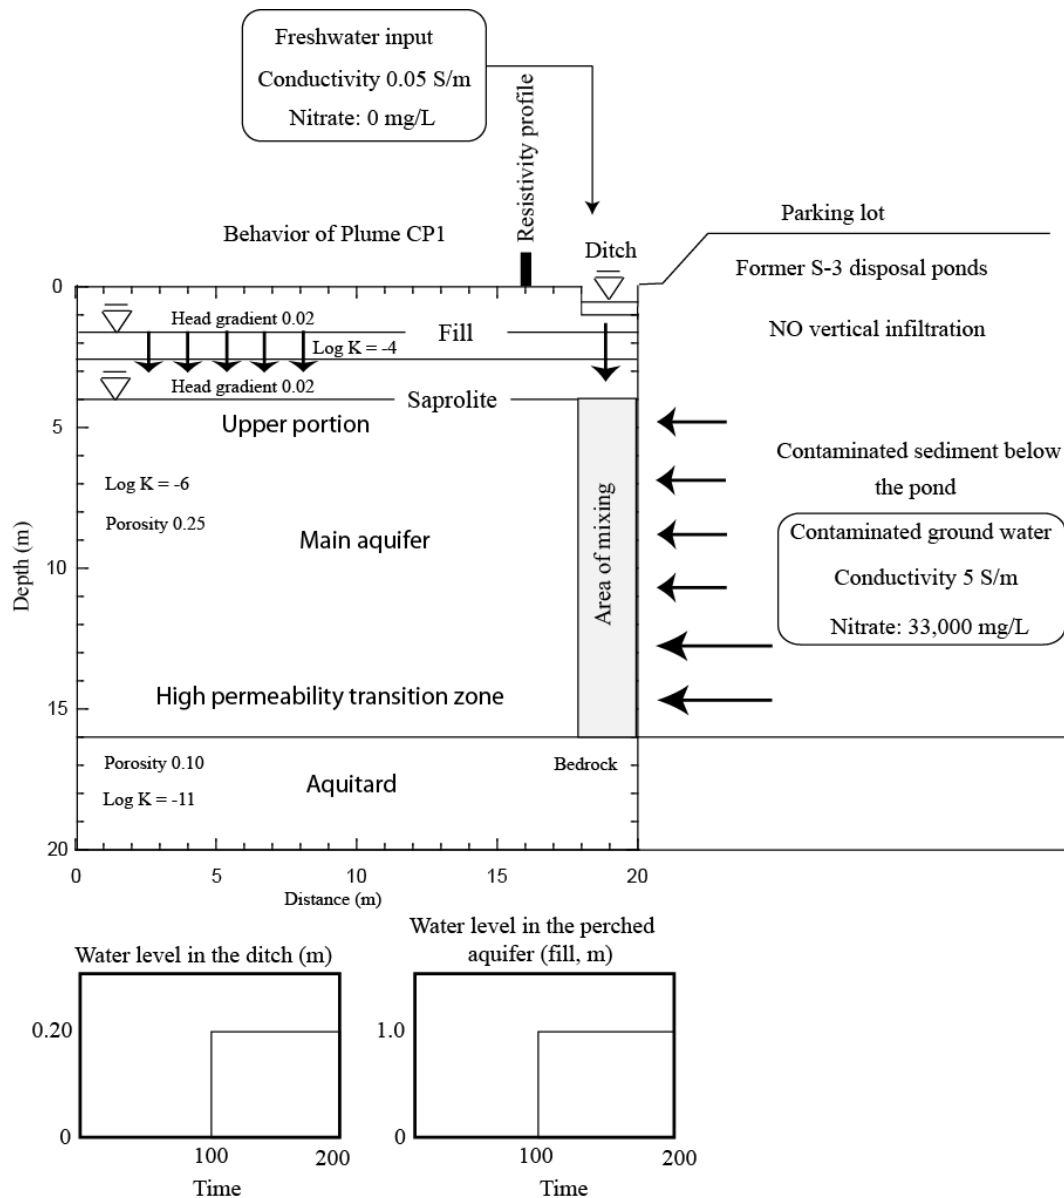 Freshwater input
Conductivity 0.05 S/m
Nitrate: 0 mg/L
Resistivity profile
Behavior of Plume CP1
Ditch
Parking lot
Former S-3 disposal ponds
NO vertical infiltration
0
Head gradient 0.02
Fill
Log K = -4
Head gradient 0.02
Saprolite
Upper portion
5
Log K = -6
Porosity 0.25
Main aquifer
Area of mixing
Contaminated sediment below
the pond
Contaminated ground water
Conductivity 5 S/m
Nitrate: 33,000 mg/L
Depth (m)
10
High permeability transition zone
15
Porosity 0.10
Bedrock
Aquitard
Log K = -11
20
0 5 10 15 20
Distance (m)
Water level in the ditch (m)
0.20
0
100 200
Time
Water level in the perched
aquifer (fill, m)
1.0
0
100 200
Time